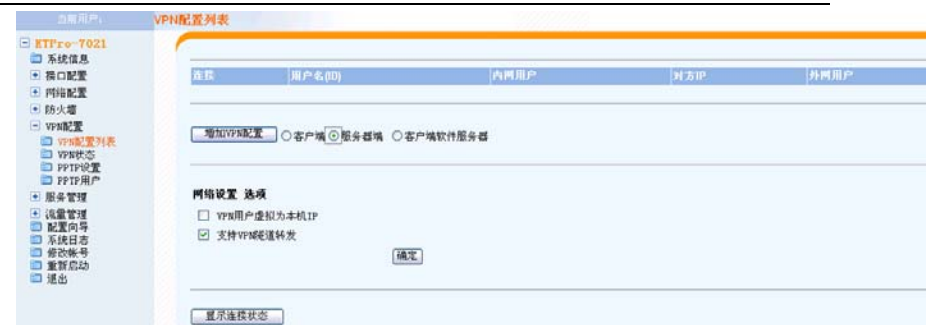 当前用户:
VPN配置列表
KTPro-7021
系统信息
接口配置
网络配置
防火墙
VPN配置
VPN配置列表
VPN状态
PPTP设置
PPTP用户
服务管理
流量管理
配置向导
系统日志
修改帐号
重新启动
退出
连接 用户名(ID) 内网用户 对方IP 外网用户
增加VPN配置 客户端 服务器端 客户端软件服务器
网络设置 选项
VPN用户虚拟为本机IP
支持VPN隧道转发
确定
显示连接状态